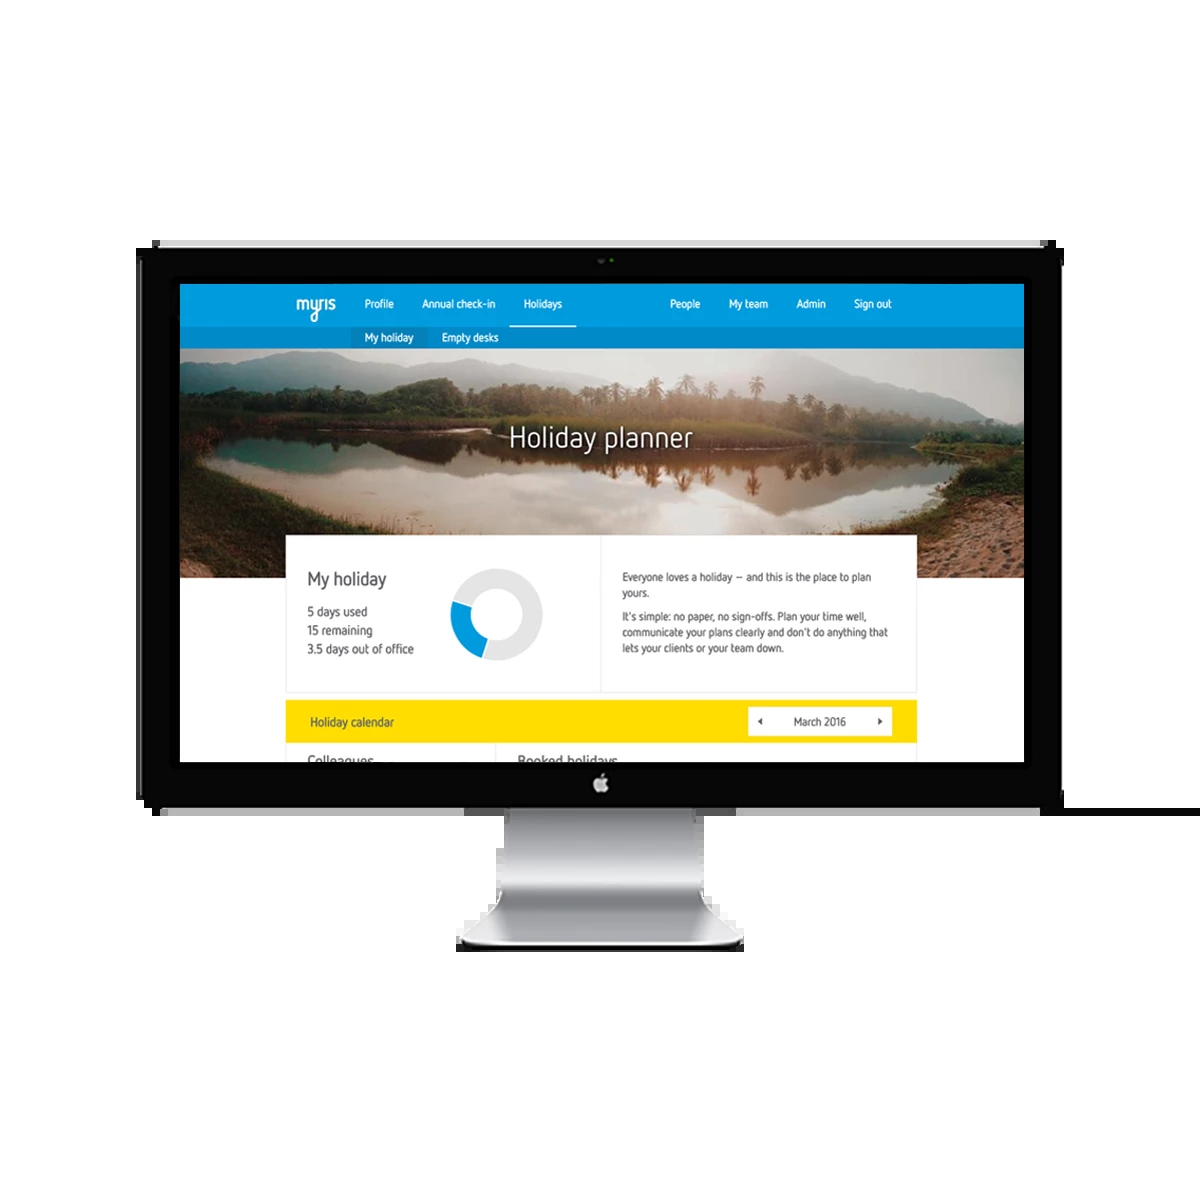 myris
Profile
Annual check-in
Holidays
People
My team
Admin
Sign out
My holiday
Empty desks
Holiday planner
My holiday
5 days used
15 remaining
3.5 days out of office
Everyone loves a holiday – and this is the place to plan
yours.
It's simple: no paper, no sign-offs. Plan your time well,
communicate your plans clearly and don't do anything that
lets your clients or your team down.
Holiday calendar
March 2016
Colleagues
Booked holidays